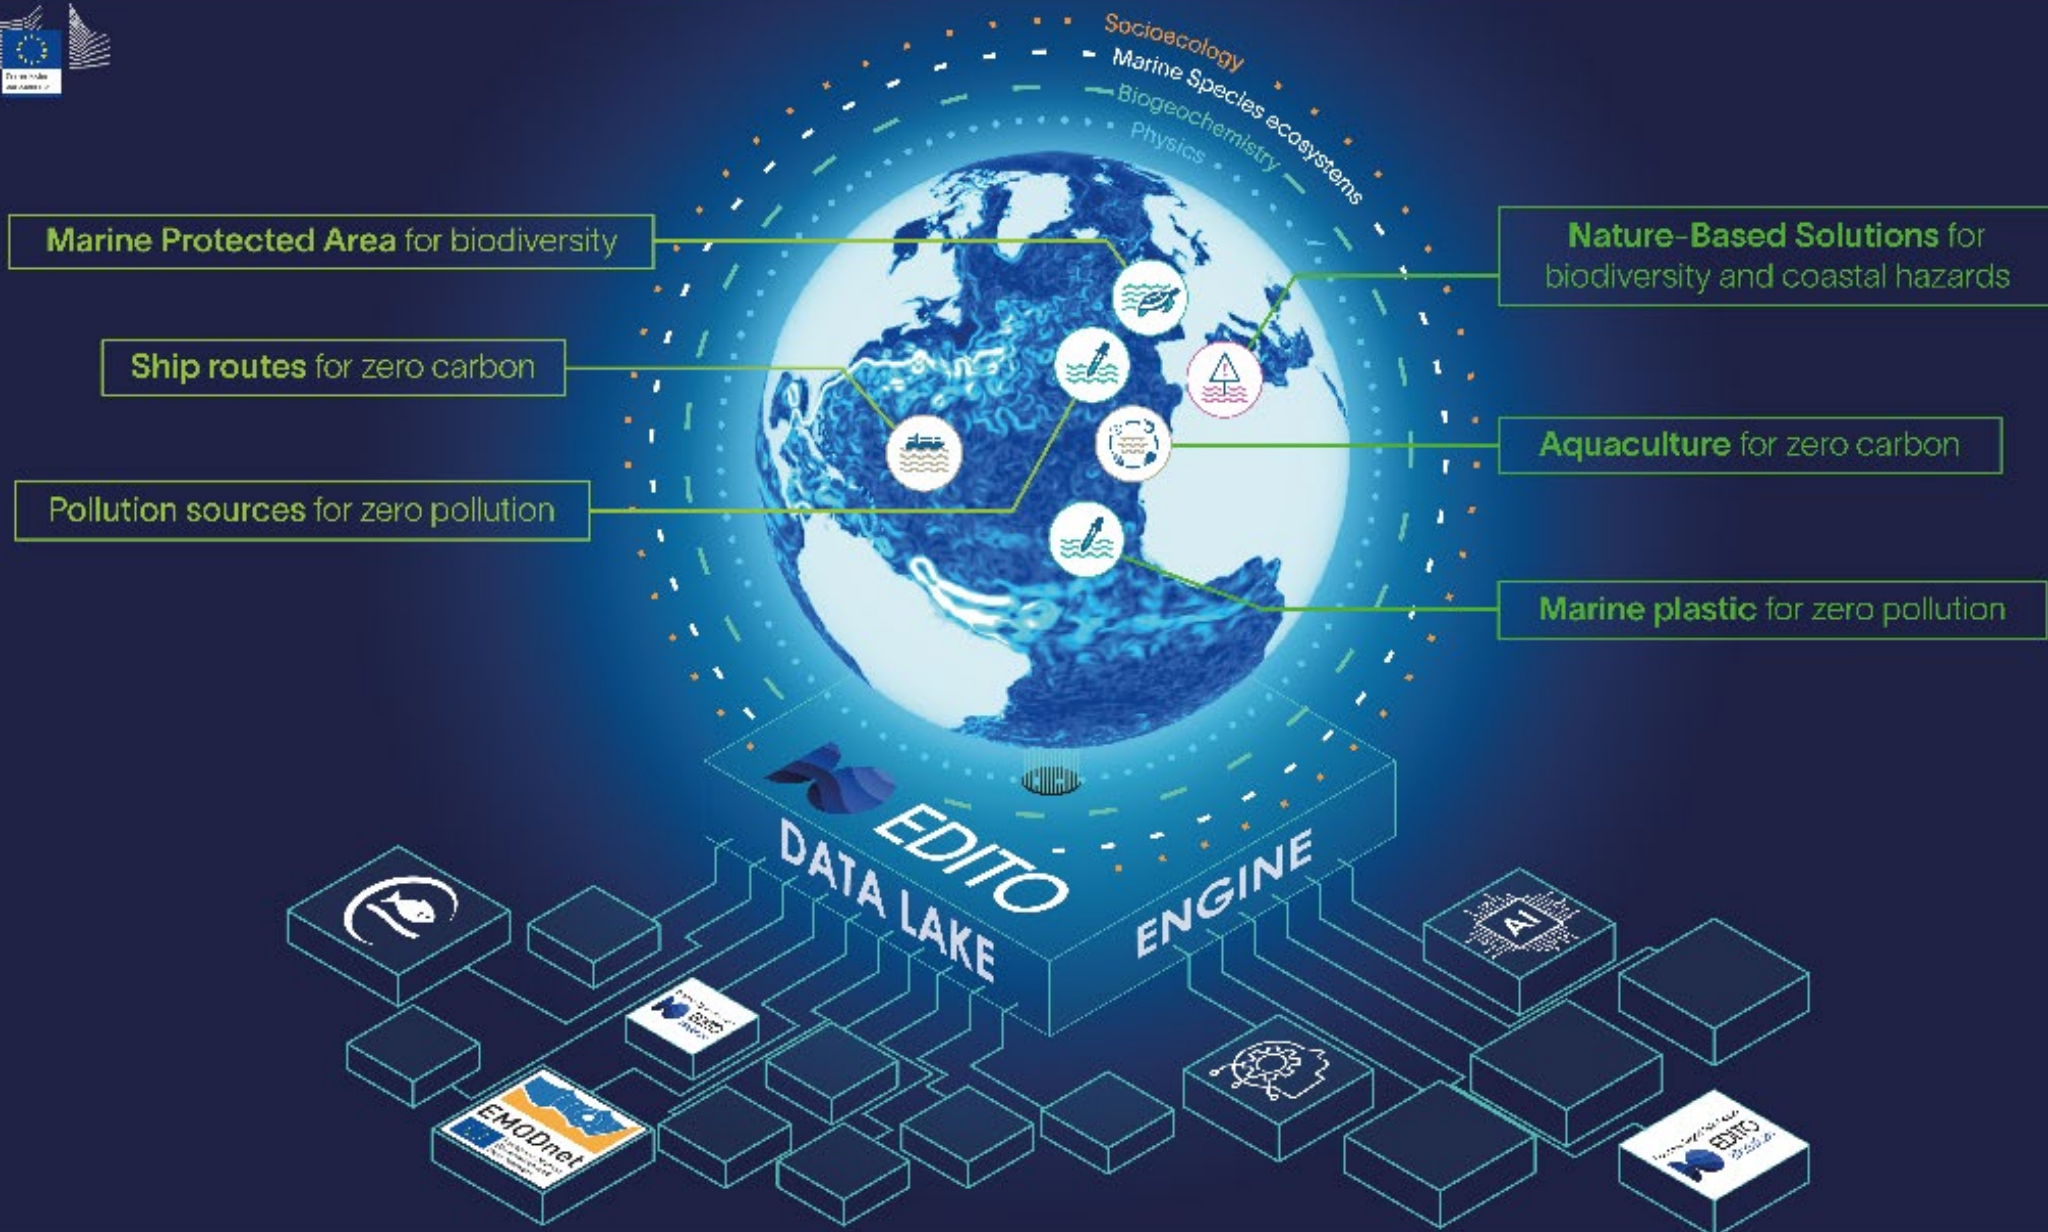 Socioecology
Marine Species ecosystems
Biogeochemistry
Physics
Marine Protected Area for biodiversity
Ship routes for zero carbon
Pollution sources for zero pollution
Nature-Based Solutions for
biodiversity and coastal hazards
Aquaculture for zero carbon
Marine plastic for zero pollution
EDITO
DATA LAKE
ENGINE
AI
EDITO
EMODnet
EDITO